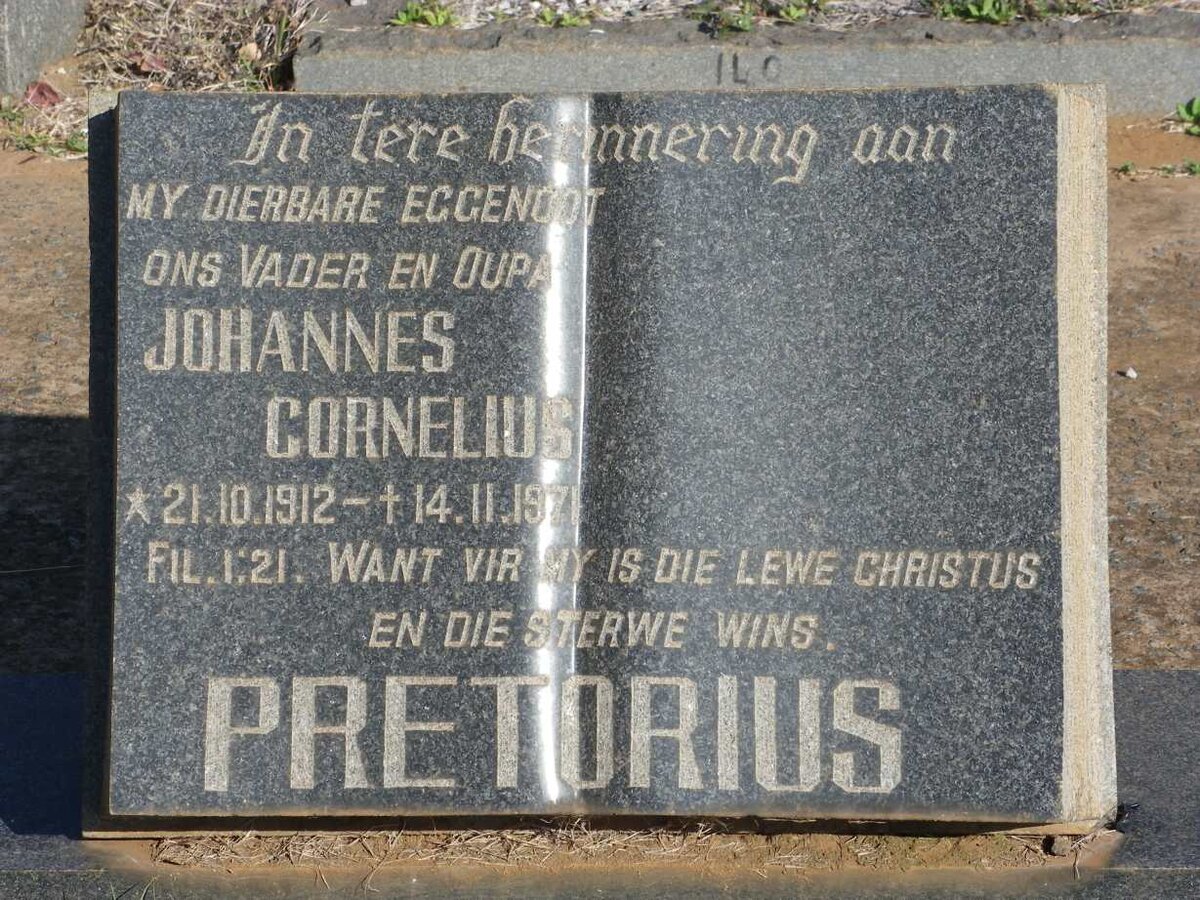 ILO
In tere herinnering aan
MY DIERBARE EGGENOOT
ONS VADER EN OUPA
JOHANNES
CORNELIUS
★ 21.10.1912 – † 14.11.1971
FIL.1:21. WANT VIR MY IS DIE LEWE CHRISTUS
EN DIE STERWE WINS.
PRETORIUS